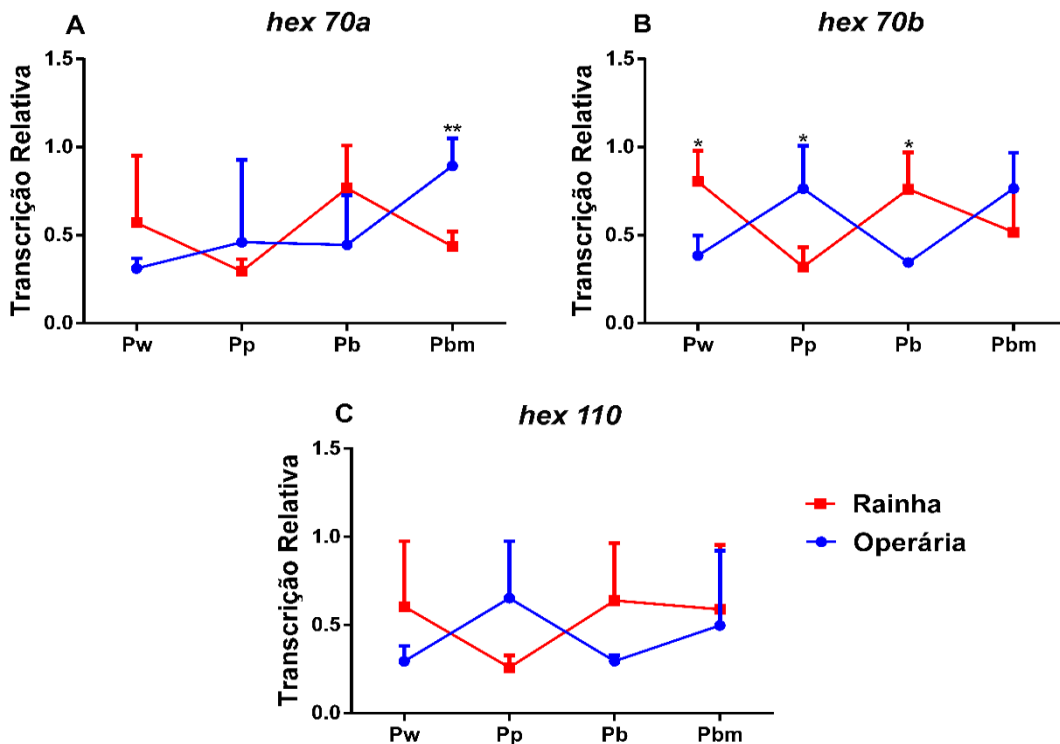 A
hex 70a
Transcrição Relativa
1.5
1.0
0.5
0.0
**
Pw Pp Pb Pbm
B
hex 70b
Transcrição Relativa
1.5
1.0
0.5
0.0
* * *
Pw Pp Pb Pbm
C
hex 110
Transcrição Relativa
1.5
1.0
0.5
0.0
Pw Pp Pb Pbm
Rainha
Operária